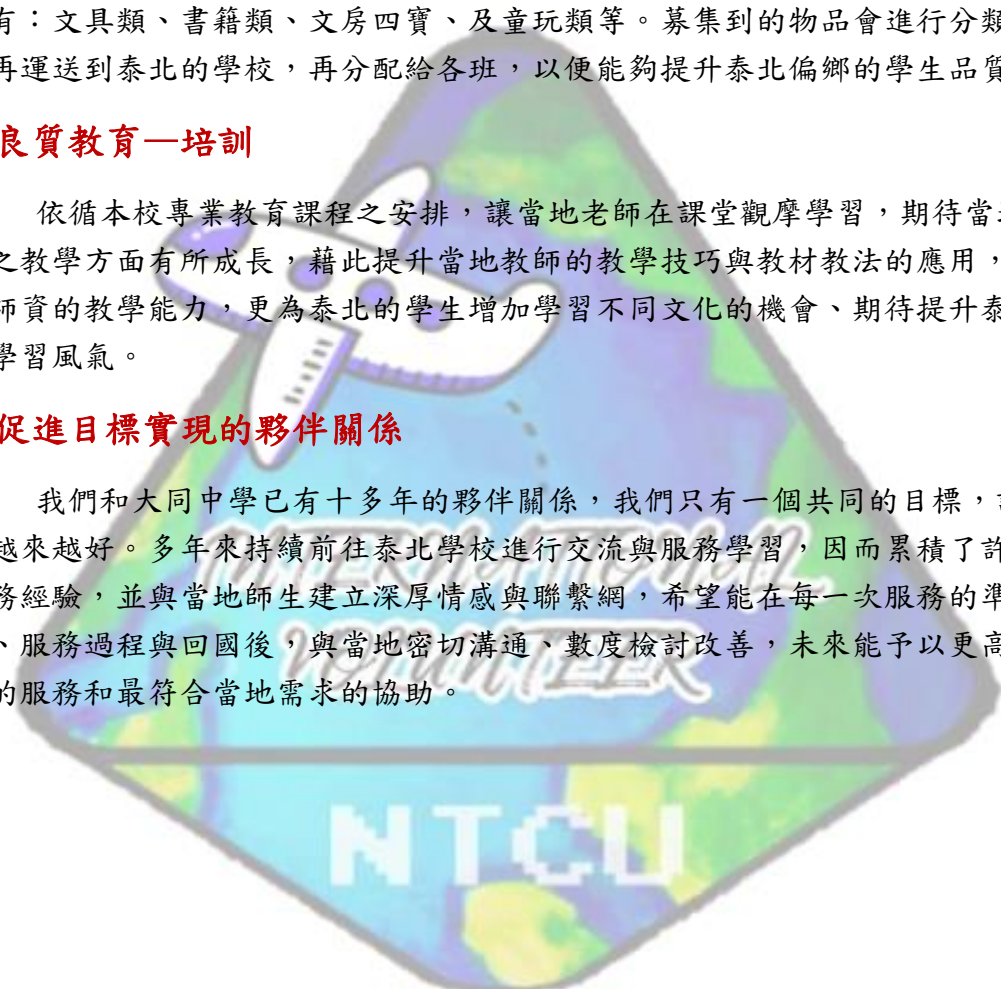 有：文具類、書籍類、文房四寶、及童玩類等。募集到的物品會進行分類
再運送到泰北的學校，再分配給各班，以便能夠提升泰北偏鄉的學生品質
良質教育—培訓
依循本校專業教育課程之安排，讓當地老師在課堂觀摩學習，期待當
之教學方面有所成長，藉此提升當地教師的教學技巧與教材教法的應用，
師資的教學能力，更為泰北的學生增加學習不同文化的機會、期待提升泰
學習風氣。
促進目標實現的夥伴關係
我們和大同中學已有十多年的夥伴關係，我們只有一個共同的目標，
越來越好。多年來持續前往泰北學校進行交流與服務學習，因而累積了許
務經驗，並與當地師生建立深厚情感與聯繫網，希望能在每一次服務的準
、服務過程與回國後，與當地密切溝通、數度檢討改善，未來能予以更高
的服務和最符合當地需求的協助。
INTERNATIONAL
VOLUNTEER
NTCU